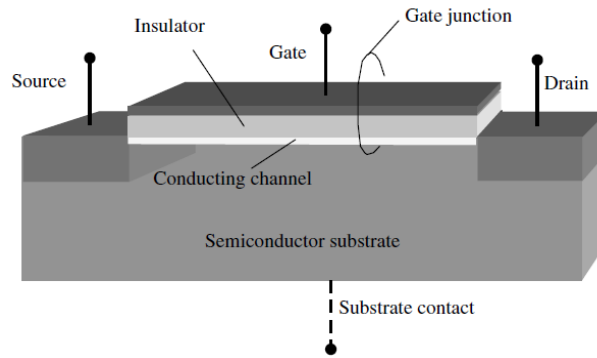 Gate junction
Insulator
Gate
Source
Drain
Conducting channel
Semiconductor substrate
Substrate contact